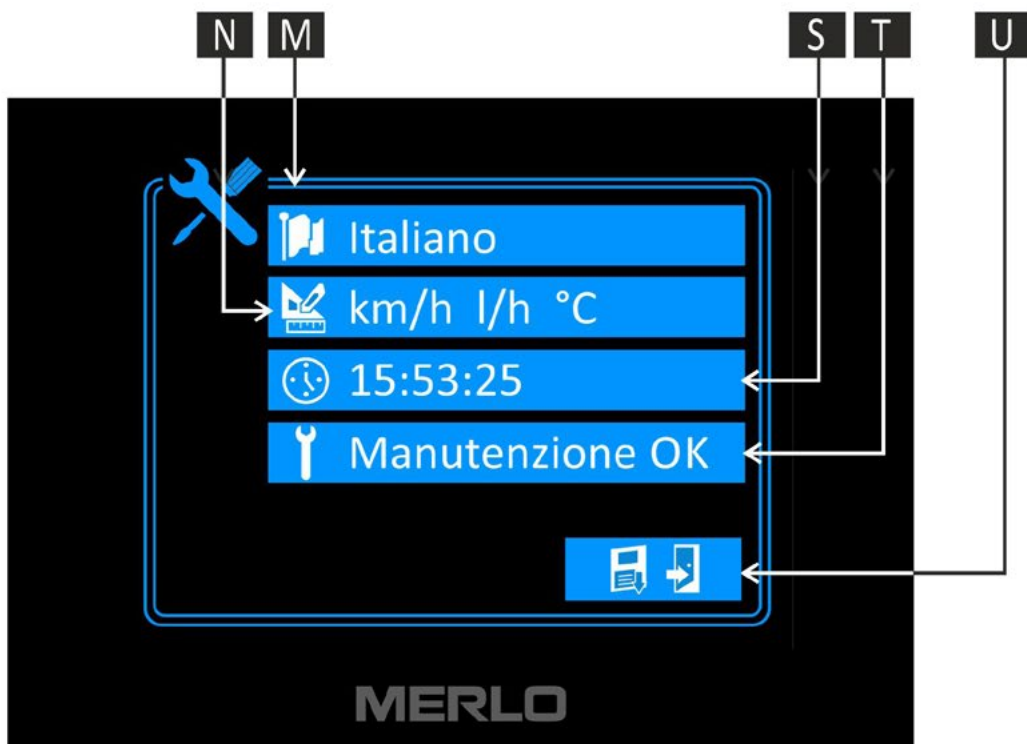 N M S T U
Italiano
km/h l/h °C
15:53:25
Manutenzione OK
MERLO